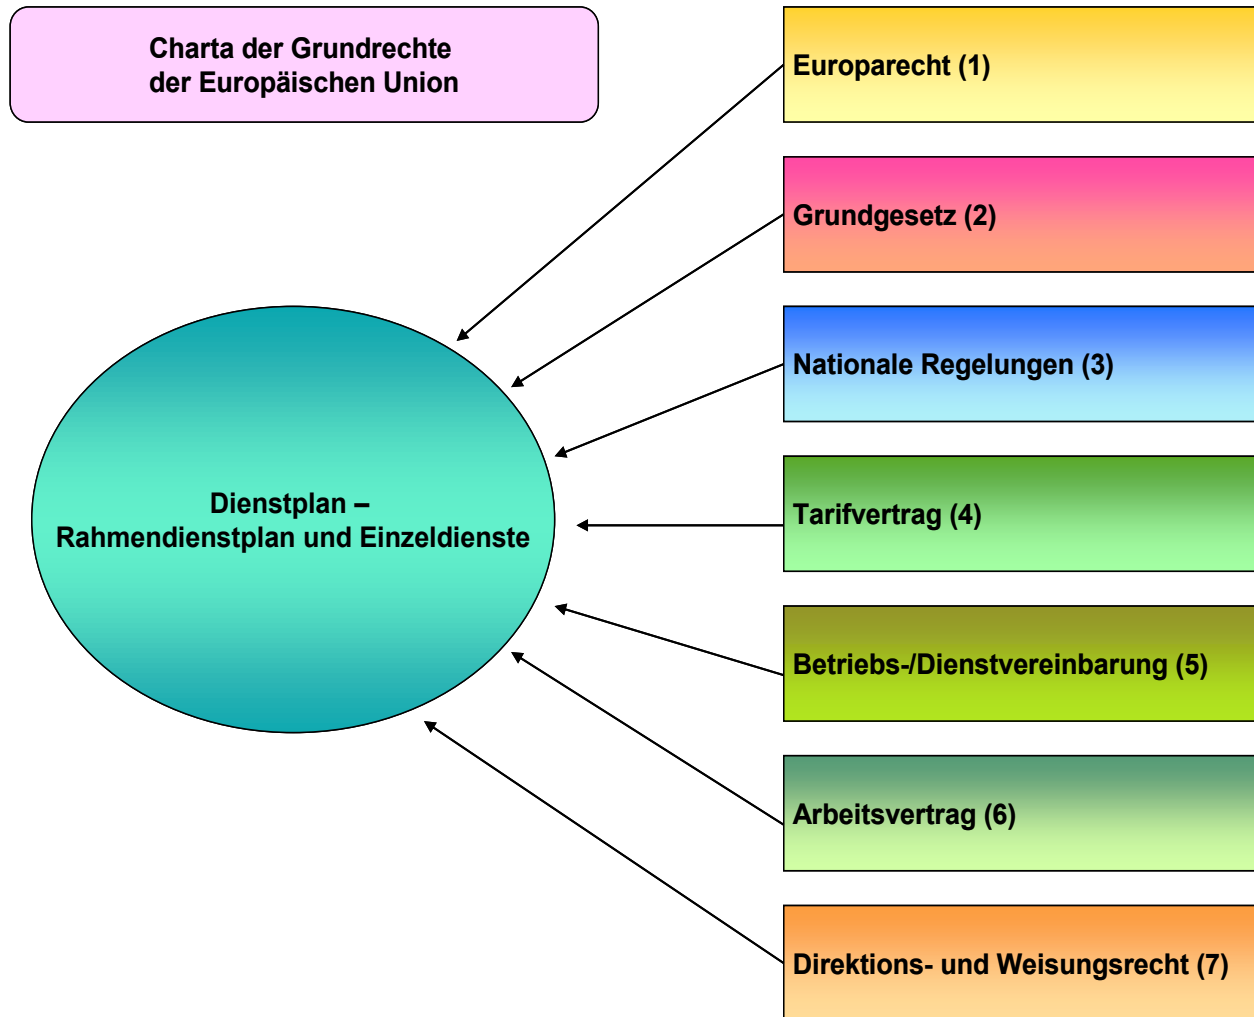 Charta der Grundrechte
der Europäischen Union
Europarecht (1)
Grundgesetz (2)
Nationale Regelungen (3)
Dienstplan –
Rahmendienstplan und Einzeldienste
Tarifvertrag (4)
Betriebs-/Dienstvereinbarung (5)
Arbeitsvertrag (6)
Direktions- und Weisungsrecht (7)